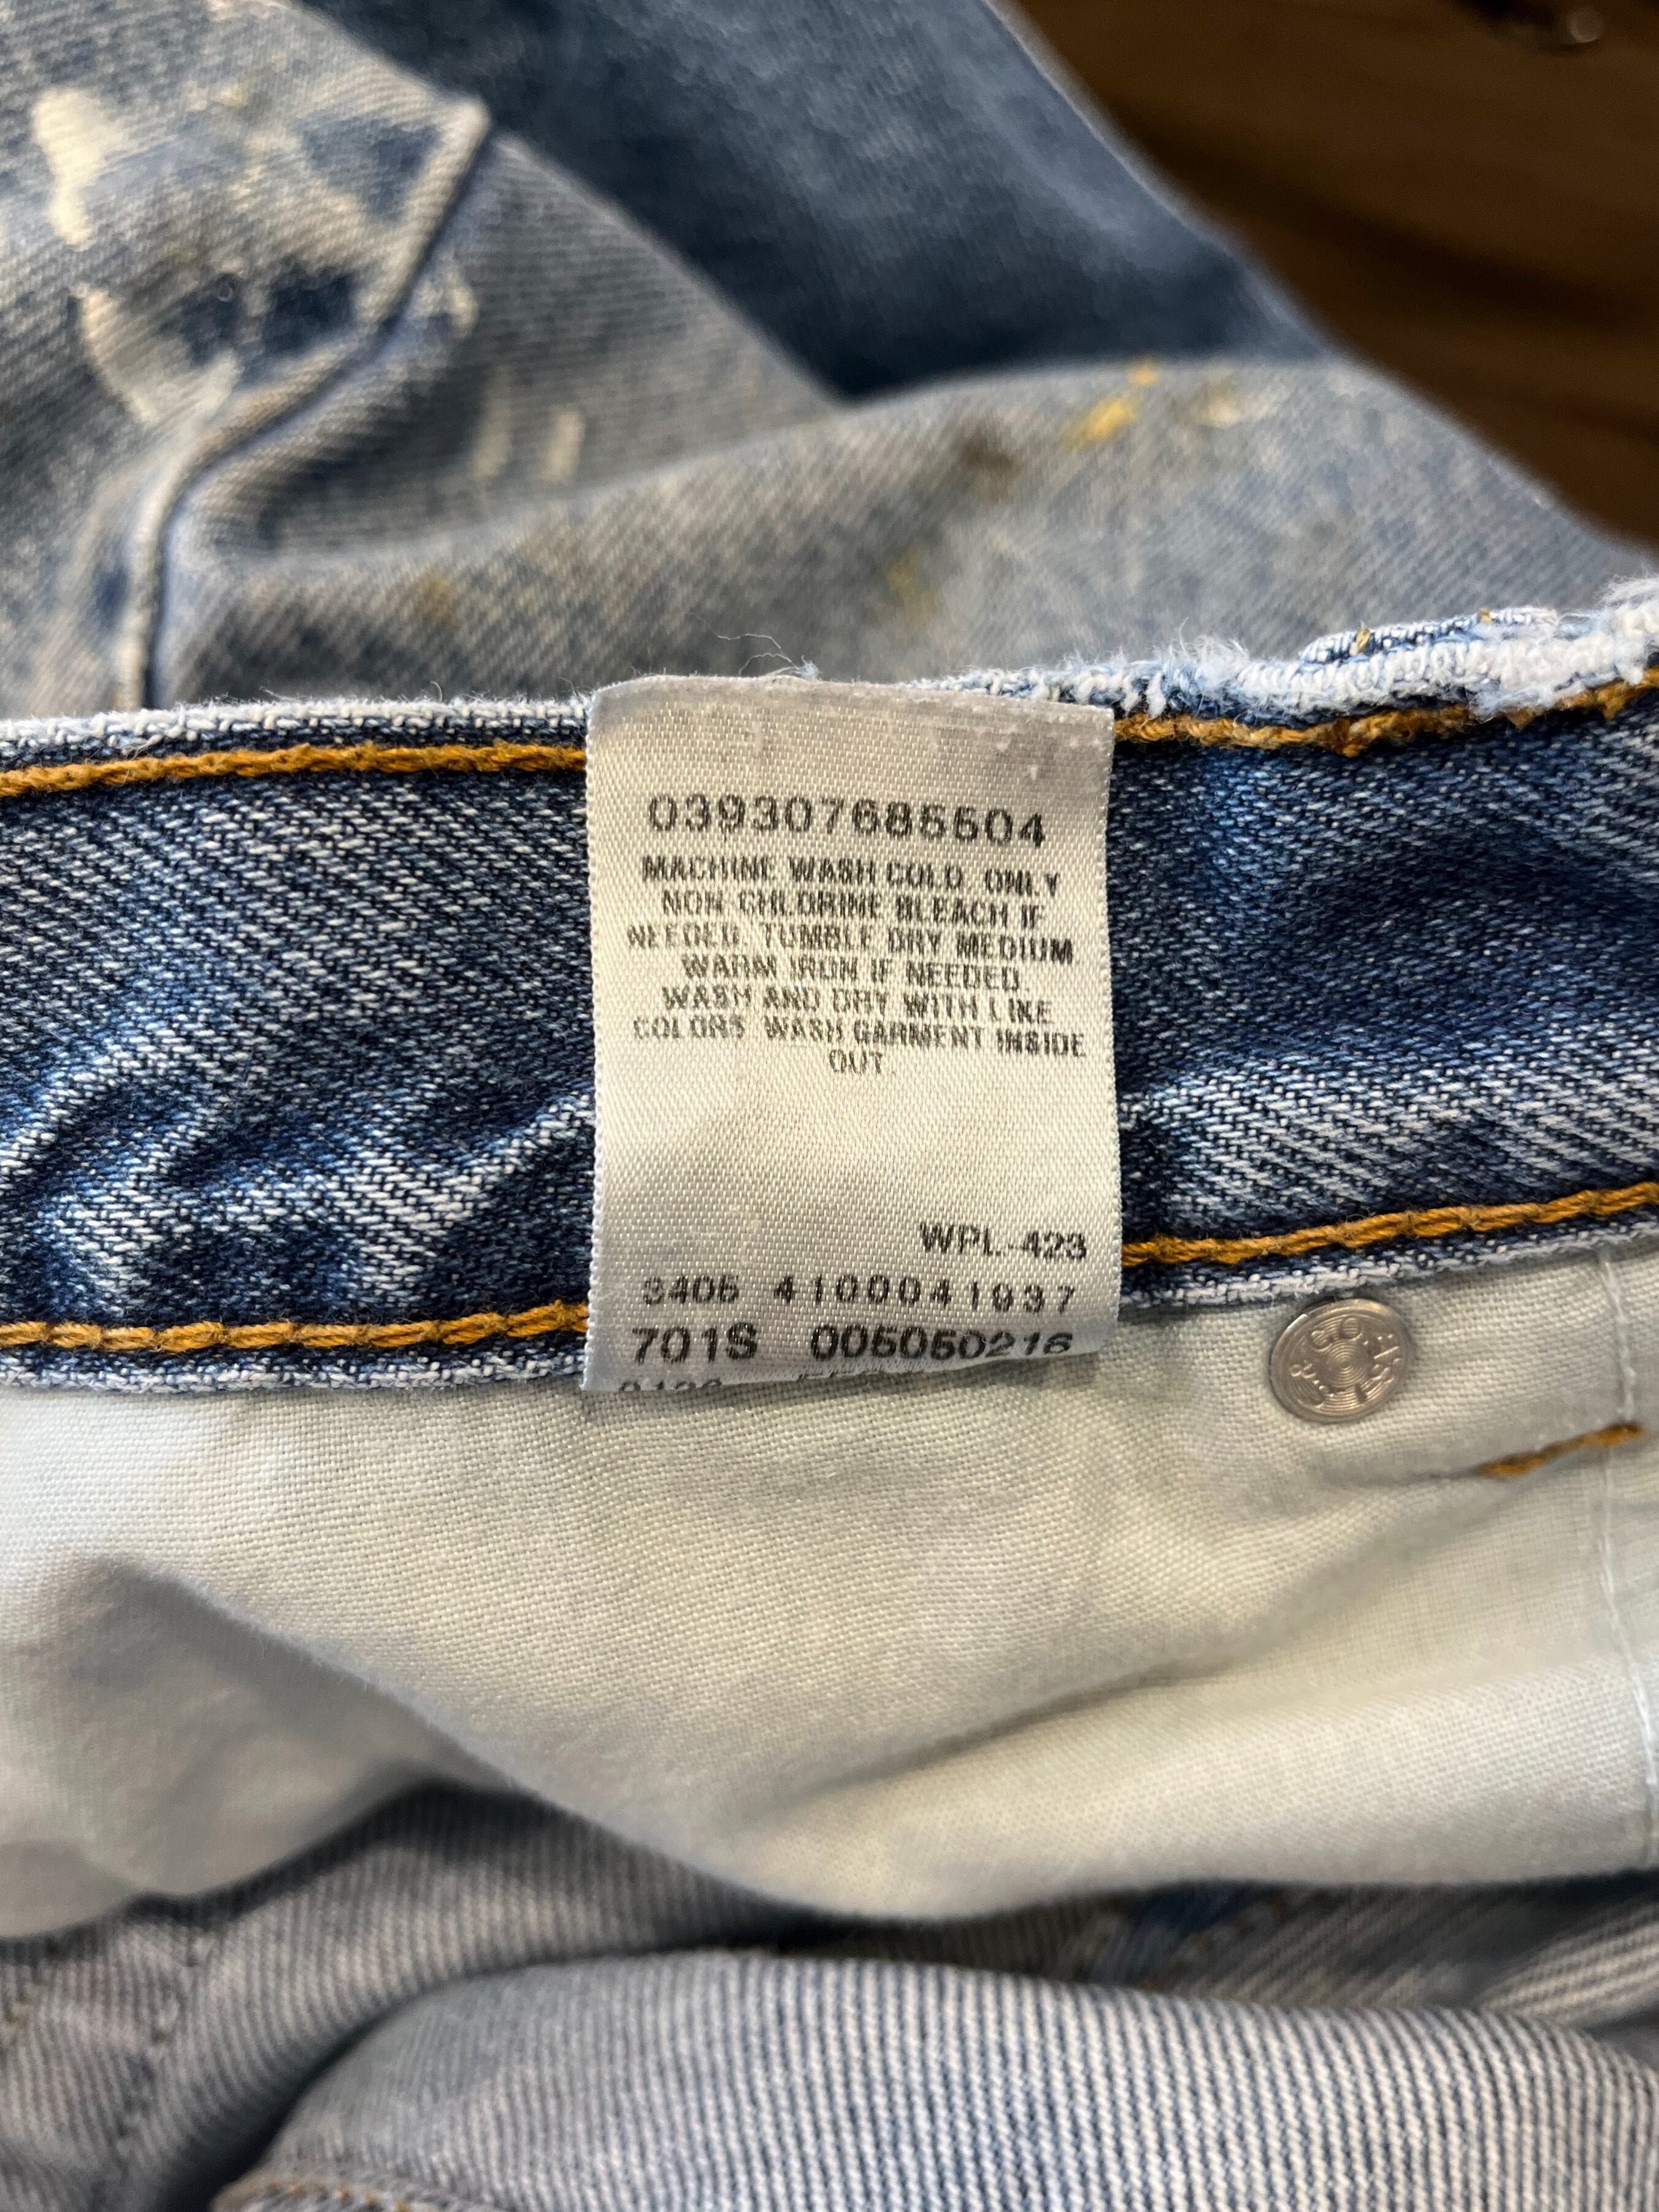 039307685504
MACHINE WASH COLD. ONLY
NON CHLORINE BLEACH IF
NEEDED. TUMBLE DRY MEDIUM
WARM IRON IF NEEDED.
WASH AND DRY WITH LIKE
COLORS WASH GARMENT INSIDE
OUT.
WPL-423
3405 4100041937
701S 005050216